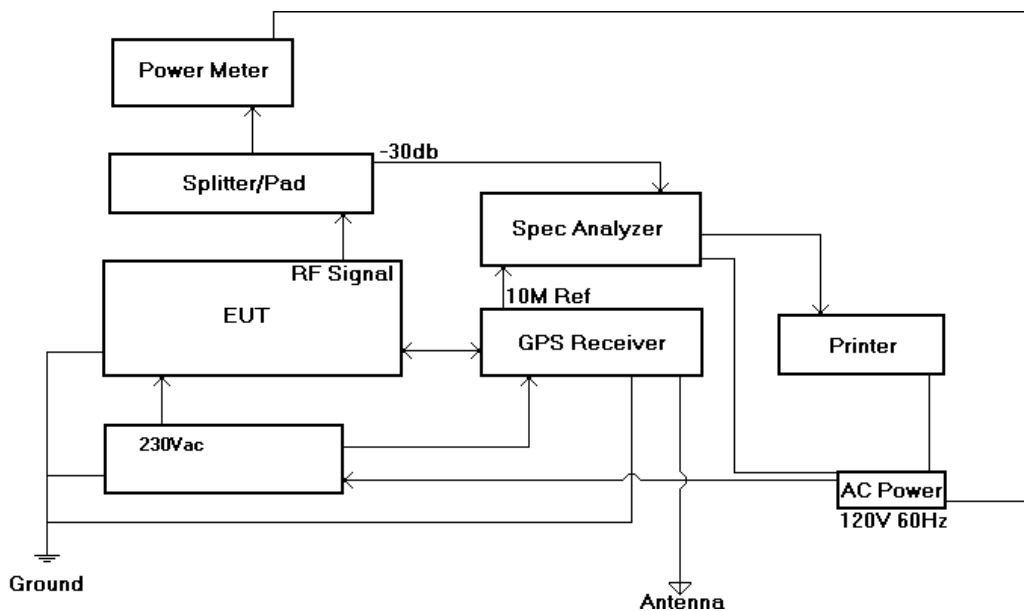 Power Meter
-30db
Splitter/Pad
Spec Analyzer
RF Signal
10M Ref
EUT
GPS Receiver
Printer
230Vac
AC Power
120V 60Hz
Ground
Antenna